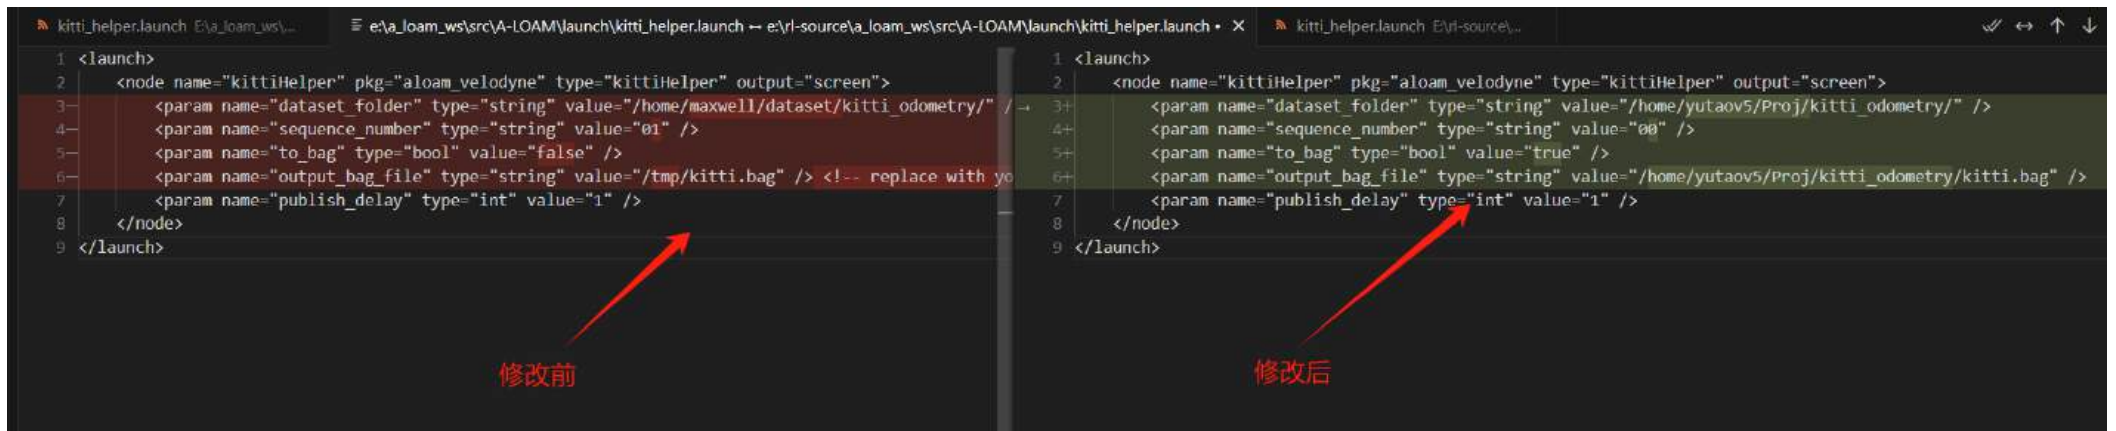 kitti_helper.launch E:\a_loam_ws\...
e:\a_loam_ws\src\A-LOAM\launch\kitti_helper.launch ↔ e:\rl-source\a_loam_ws\src\A-LOAM\launch\kitti_helper.launch •
kitti_helper.launch E:\rl-source\...
1 <launch>
2 <node name="kittiHelper" pkg="aloam_velodyne" type="kittiHelper" output="screen">
3- <param name="dataset_folder" type="string" value="/home/maxwell/dataset/kitti_odometry/" /
4- <param name="sequence_number" type="string" value="01" />
5- <param name="to_bag" type="bool" value="false" />
6- <param name="output_bag_file" type="string" value="/tmp/kitti.bag" /> <!-- replace with yo
7 <param name="publish_delay" type="int" value="1" />
8 </node>
9 </launch>
修改前
1 <launch>
2 <node name="kittiHelper" pkg="aloam_velodyne" type="kittiHelper" output="screen">
3+ <param name="dataset_folder" type="string" value="/home/yutaov5/Proj/kitti_odometry/" />
4+ <param name="sequence_number" type="string" value="00" />
5+ <param name="to_bag" type="bool" value="true" />
6+ <param name="output_bag_file" type="string" value="/home/yutaov5/Proj/kitti_odometry/kitti.bag" />
7 <param name="publish_delay" type="int" value="1" />
8 </node>
9 </launch>
修改后